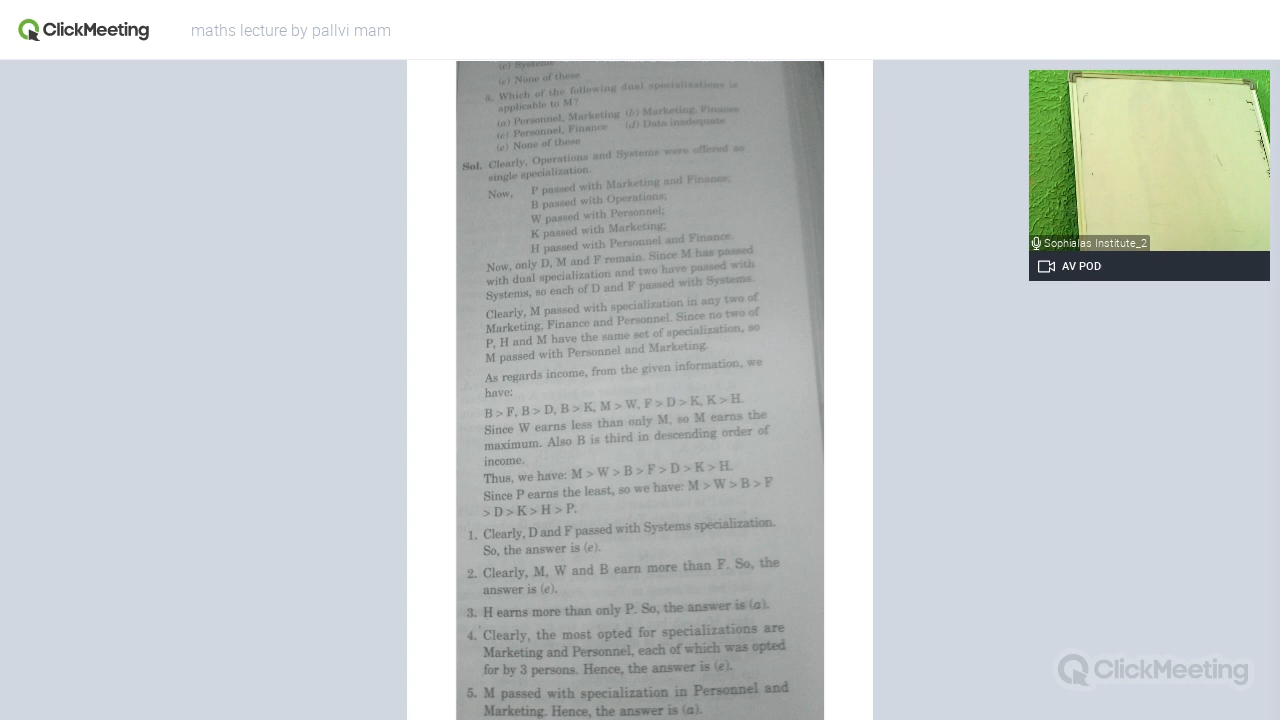 ClickMeeting
maths lecture by pallvi mam
(c) Systems
(e) None of these
5. Which of the following dual specializations is
applicable to M?
(a) Personnel, Marketing (b) Marketing, Finance
(c) Personnel, Finance (d) Data inadequate
(e) None of these
Sol. Clearly, Operations and Systems were offered as
single specialization.
Now, P passed with Marketing and Finance;
B passed with Operations;
W passed with Personnel;
K passed with Marketing;
H passed with Personnel and Finance.
Now, only D, M and F remain. Since M has passed
with dual specialization and two have passed with
Systems, so each of D and F passed with Systems.
Clearly, M passed with specialization in any two of
Marketing, Finance and Personnel. Since no two of
P, H and M have the same set of specialization, so
M passed with Personnel and Marketing.
As regards income, from the given information, we
have:
B > F, B > D, B > K, M > W, F > D > K, K > H.
Since W earns less than only M, so M earns the
maximum. Also B is third in descending order of
income.
Thus, we have: M > W > B > F > D > K > H.
Since P earns the least, so we have: M > W > B > F
> D > K > H > P.
1. Clearly, D and F passed with Systems specialization.
So, the answer is (e).
2. Clearly, M, W and B earn more than F. So, the
answer is (e).
3. H earns more than only P. So, the answer is (a).
4. Clearly, the most opted for specializations are
Marketing and Personnel, each of which was opted
for by 3 persons. Hence, the answer is (e).
5. M passed with specialization in Personnel and
Marketing. Hence, the answer is (a).
Sophialas Institute_2
AV POD
ClickMeeting